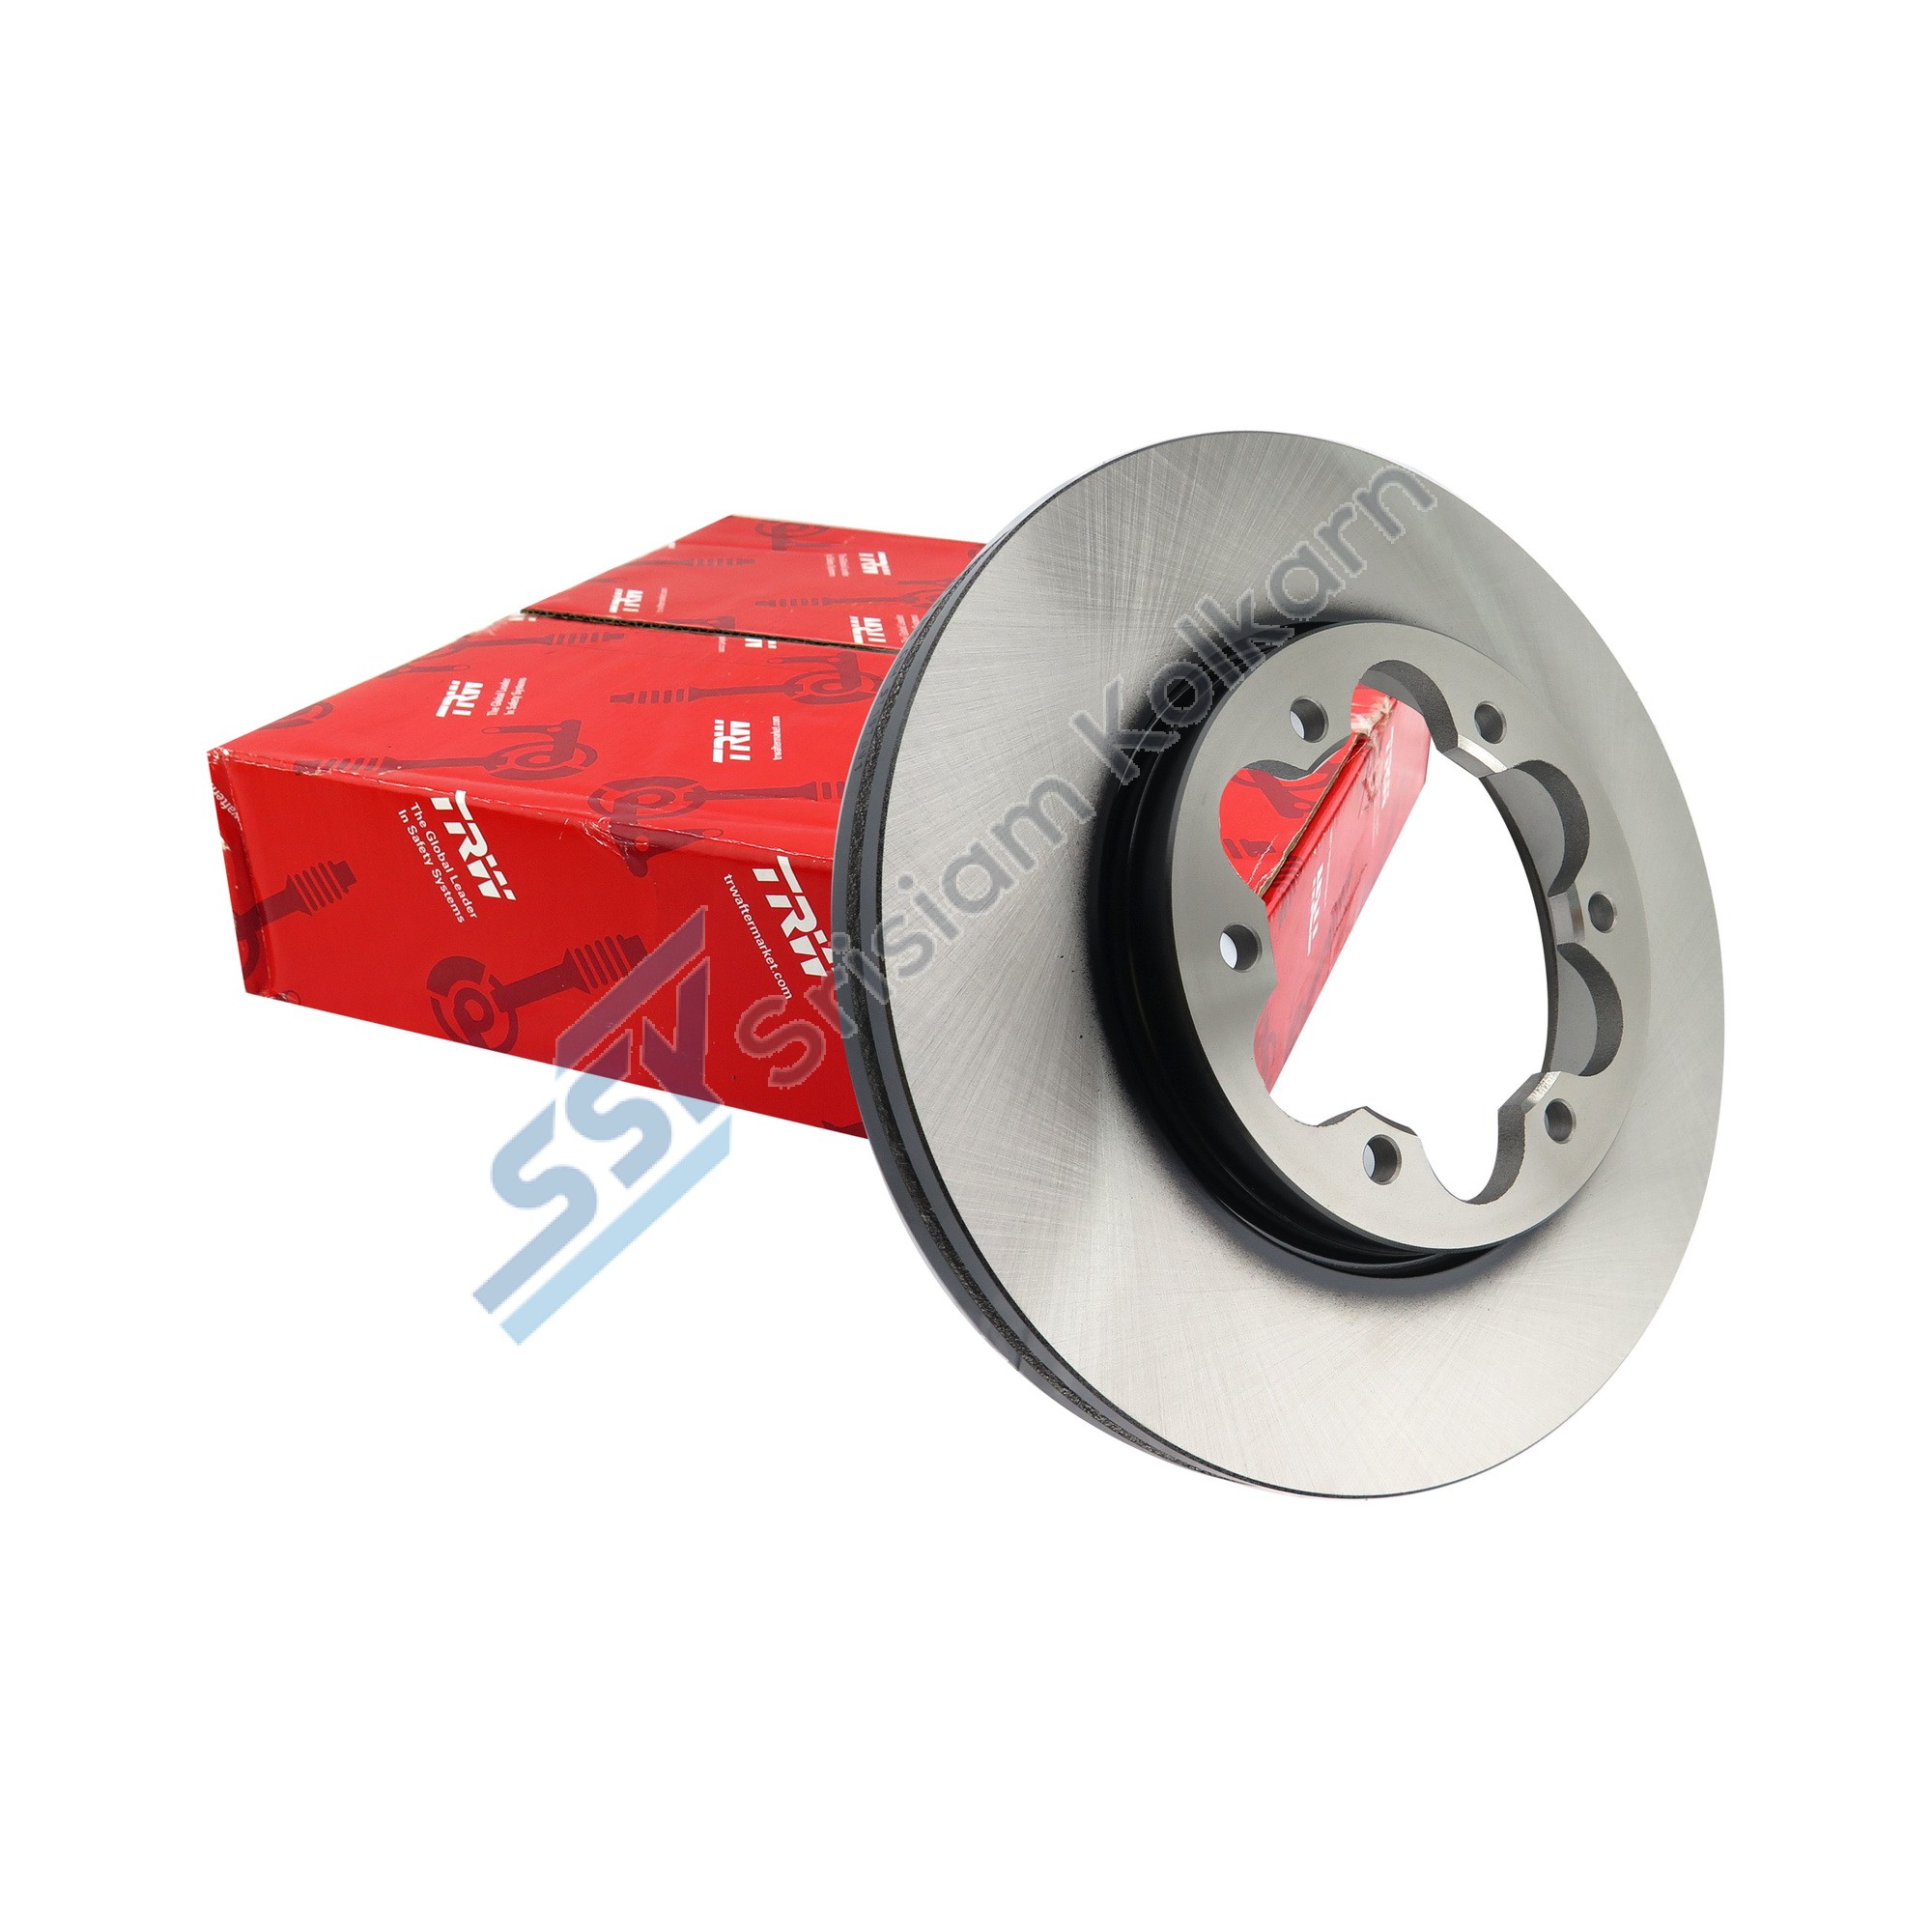 TRW
TRW
TRW
TRW
The Global Leader
In Safety Systems
TRW
trwaftermarket.com
TRW
The Global Leader
In Safety Systems
TRW
trwaftermarket.com
SSK
Srisiam Kolkarn